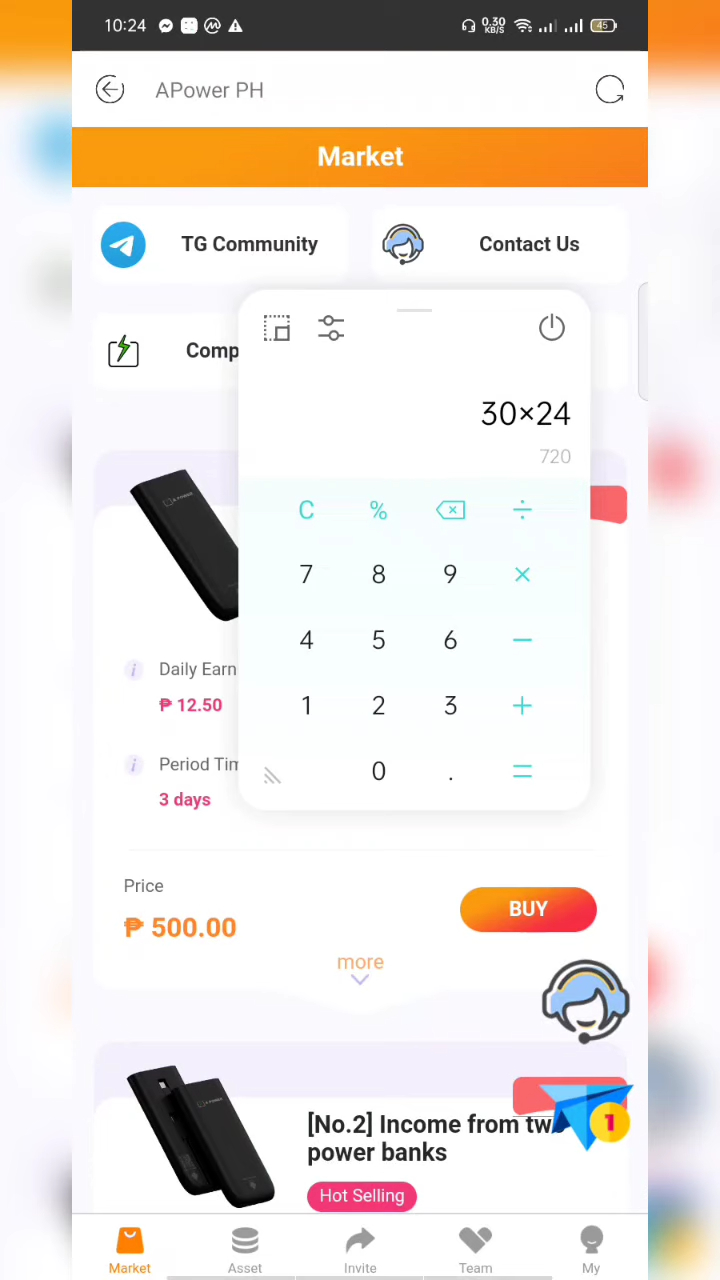 10:24
0.30
KB/S
45
APower PH
Market
TG Community
Contact Us
Comp
30×24
720
C % ÷
7 8 9 ×
4 5 6 −
1 2 3 +
0 . =
Daily Earn
₱ 12.50
Period Tim
3 days
Price
₱ 500.00
BUY
more
[No.2] Income from tw
power banks
1
Hot Selling
Market
Asset
Invite
Team
My